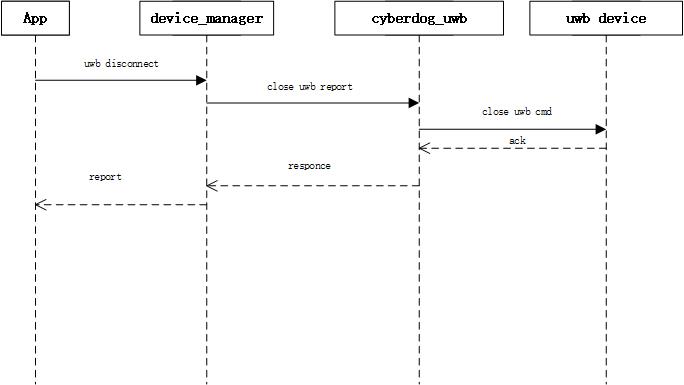 App
device_manager
cyberdog_uwb
uwb device
uwb disconnect
close uwb report
close uwb cmd
ack
responce
report